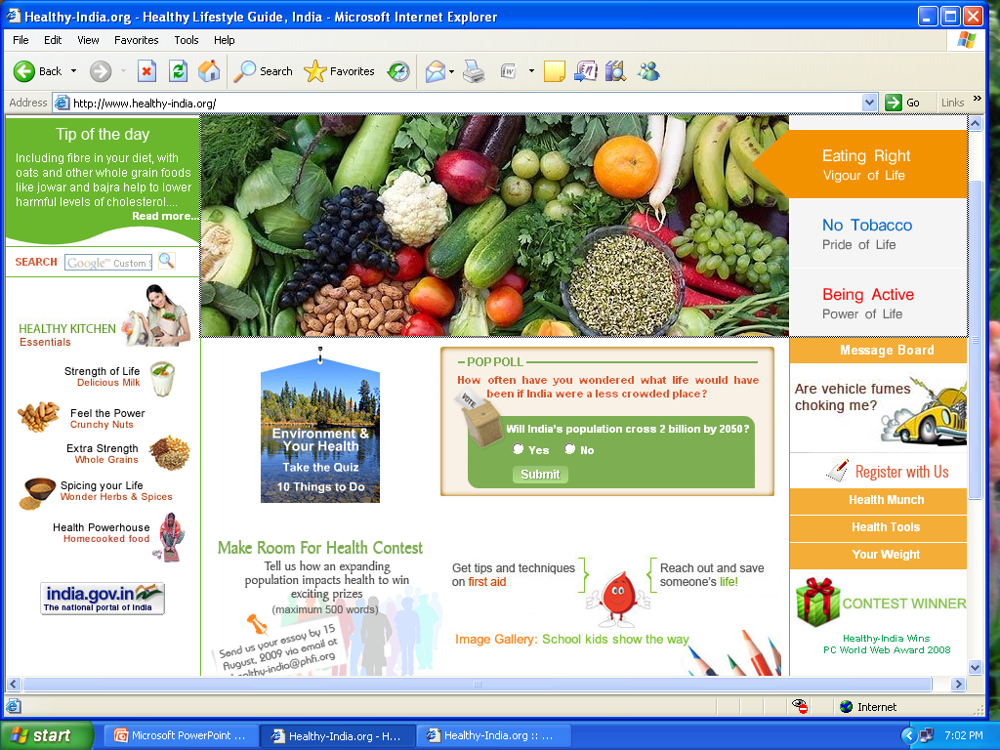 Healthy-India.org - Healthy Lifestyle Guide, India - Microsoft Internet Explorer
File Edit View Favorites Tools Help
Back Search Favorites
Address http://www.healthy-india.org/ Go Links »
Tip of the day
Including fibre in your diet, with
oats and other whole grain foods
like jowar and bajra help to lower
harmful levels of cholesterol....
Read more...
SEARCH Google™ Custom S
HEALTHY KITCHEN
Essentials
Strength of Life
Delicious Milk
Feel the Power
Crunchy Nuts
Extra Strength
Whole Grains
Spicing your Life
Wonder Herbs & Spices
Health Powerhouse
Homecooked food
india.gov.in
The national portal of India
Environment &
Your Health
Take the Quiz
10 Things to Do
POP POLL
How often have you wondered what life would have
been if India were a less crowded place?
VOTE
Will India's population cross 2 billion by 2050?
Yes No
Submit
Make Room For Health Contest
Tell us how an expanding
population impacts health to win
exciting prizes
(maximum 500 words)
Send us your essay by 15
August, 2009 via email at
healthy-india@phfi.org
Get tips and techniques
on first aid
Reach out and save
someone's life!
Image Gallery: School kids show the way
Eating Right
Vigour of Life
No Tobacco
Pride of Life
Being Active
Power of Life
Message Board
Are vehicle fumes
choking me?
Register with Us
Health Munch
Health Tools
Your Weight
CONTEST WINNER
Healthy-India Wins
PC World Web Award 2008
Internet
start Microsoft PowerPoint ... Healthy-India.org - H... Healthy-India.org :: ... 7:02 PM